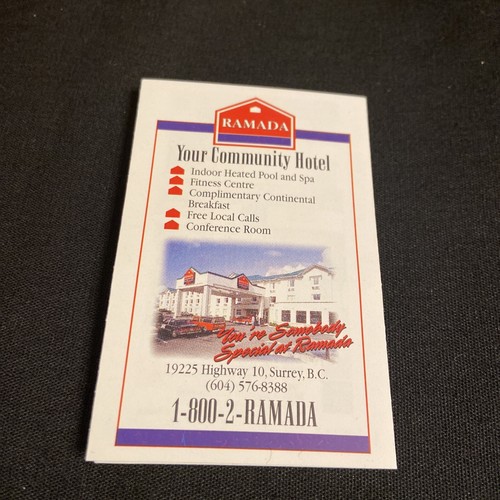 RAMADA
Your Community Hotel
Indoor Heated Pool and Spa
Fitness Centre
Complimentary Continental
Breakfast
Free Local Calls
Conference Room
You're Somebody
Special at Ramada
19225 Highway 10, Surrey, B.C.
(604) 576-8388
1-800-2-RAMADA